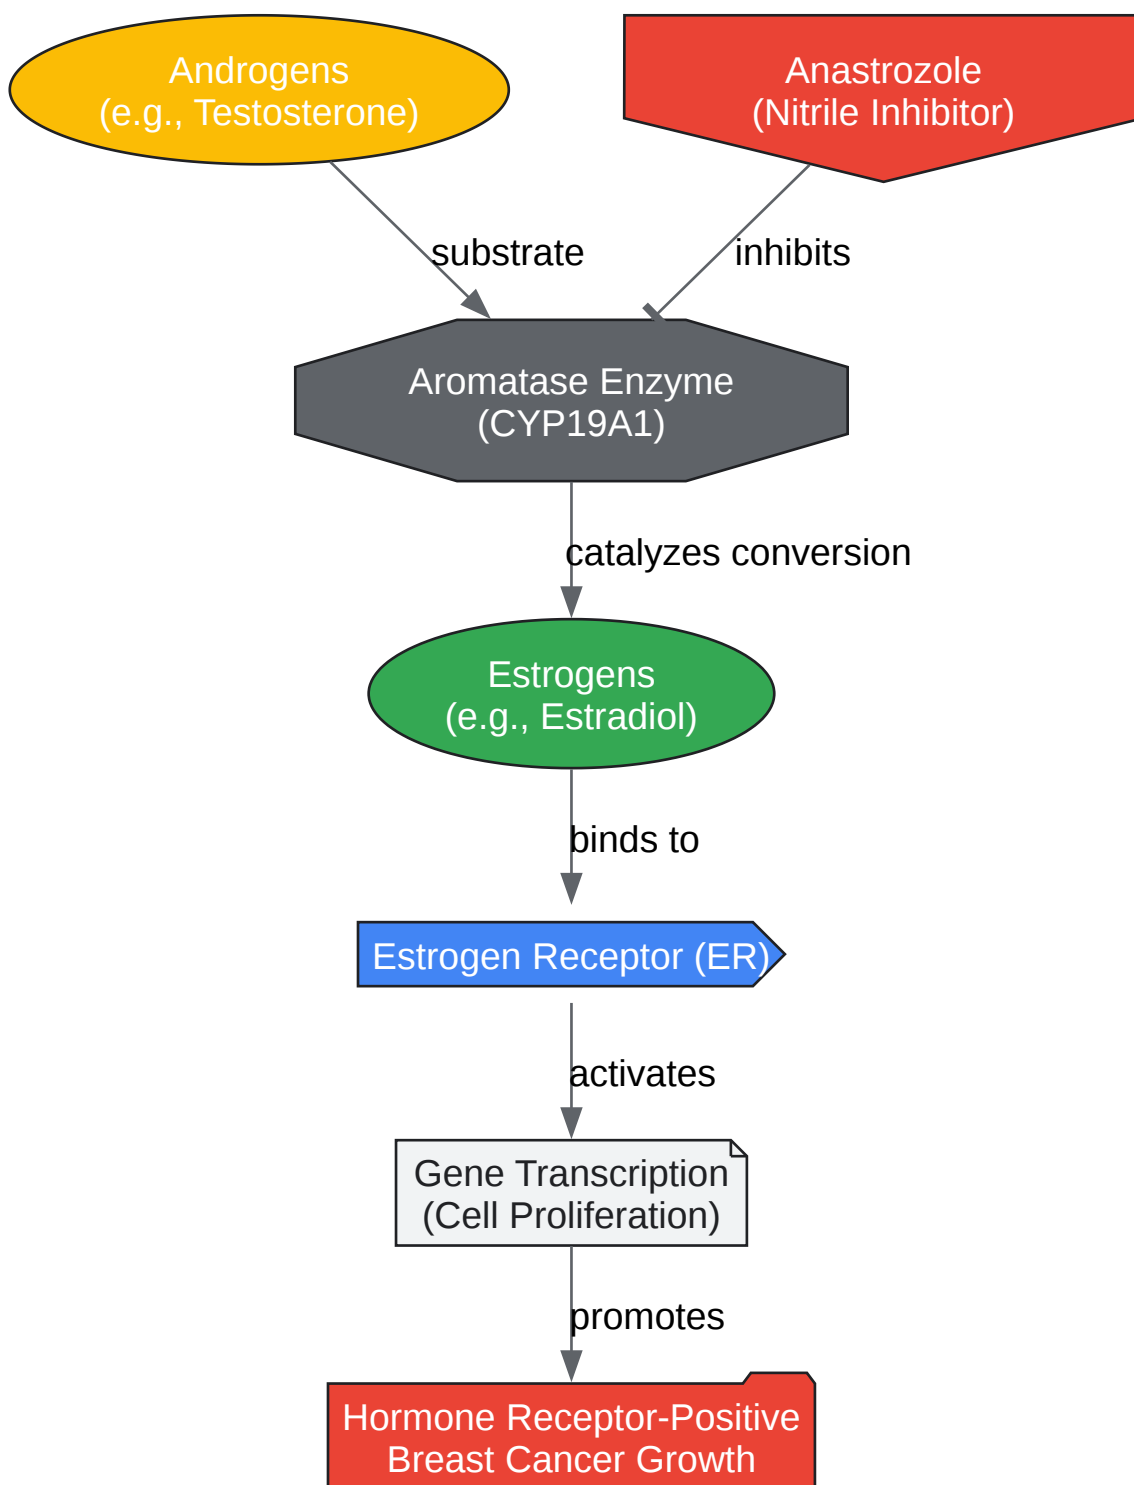 Androgens
(e.g., Testosterone)
Anastrozole
(Nitrile Inhibitor)
substrate
inhibits
Aromatase Enzyme
(CYP19A1)
catalyzes conversion
Estrogens
(e.g., Estradiol)
binds to
Estrogen Receptor (ER)
activates
Gene Transcription
(Cell Proliferation)
promotes
Hormone Receptor-Positive
Breast Cancer Growth